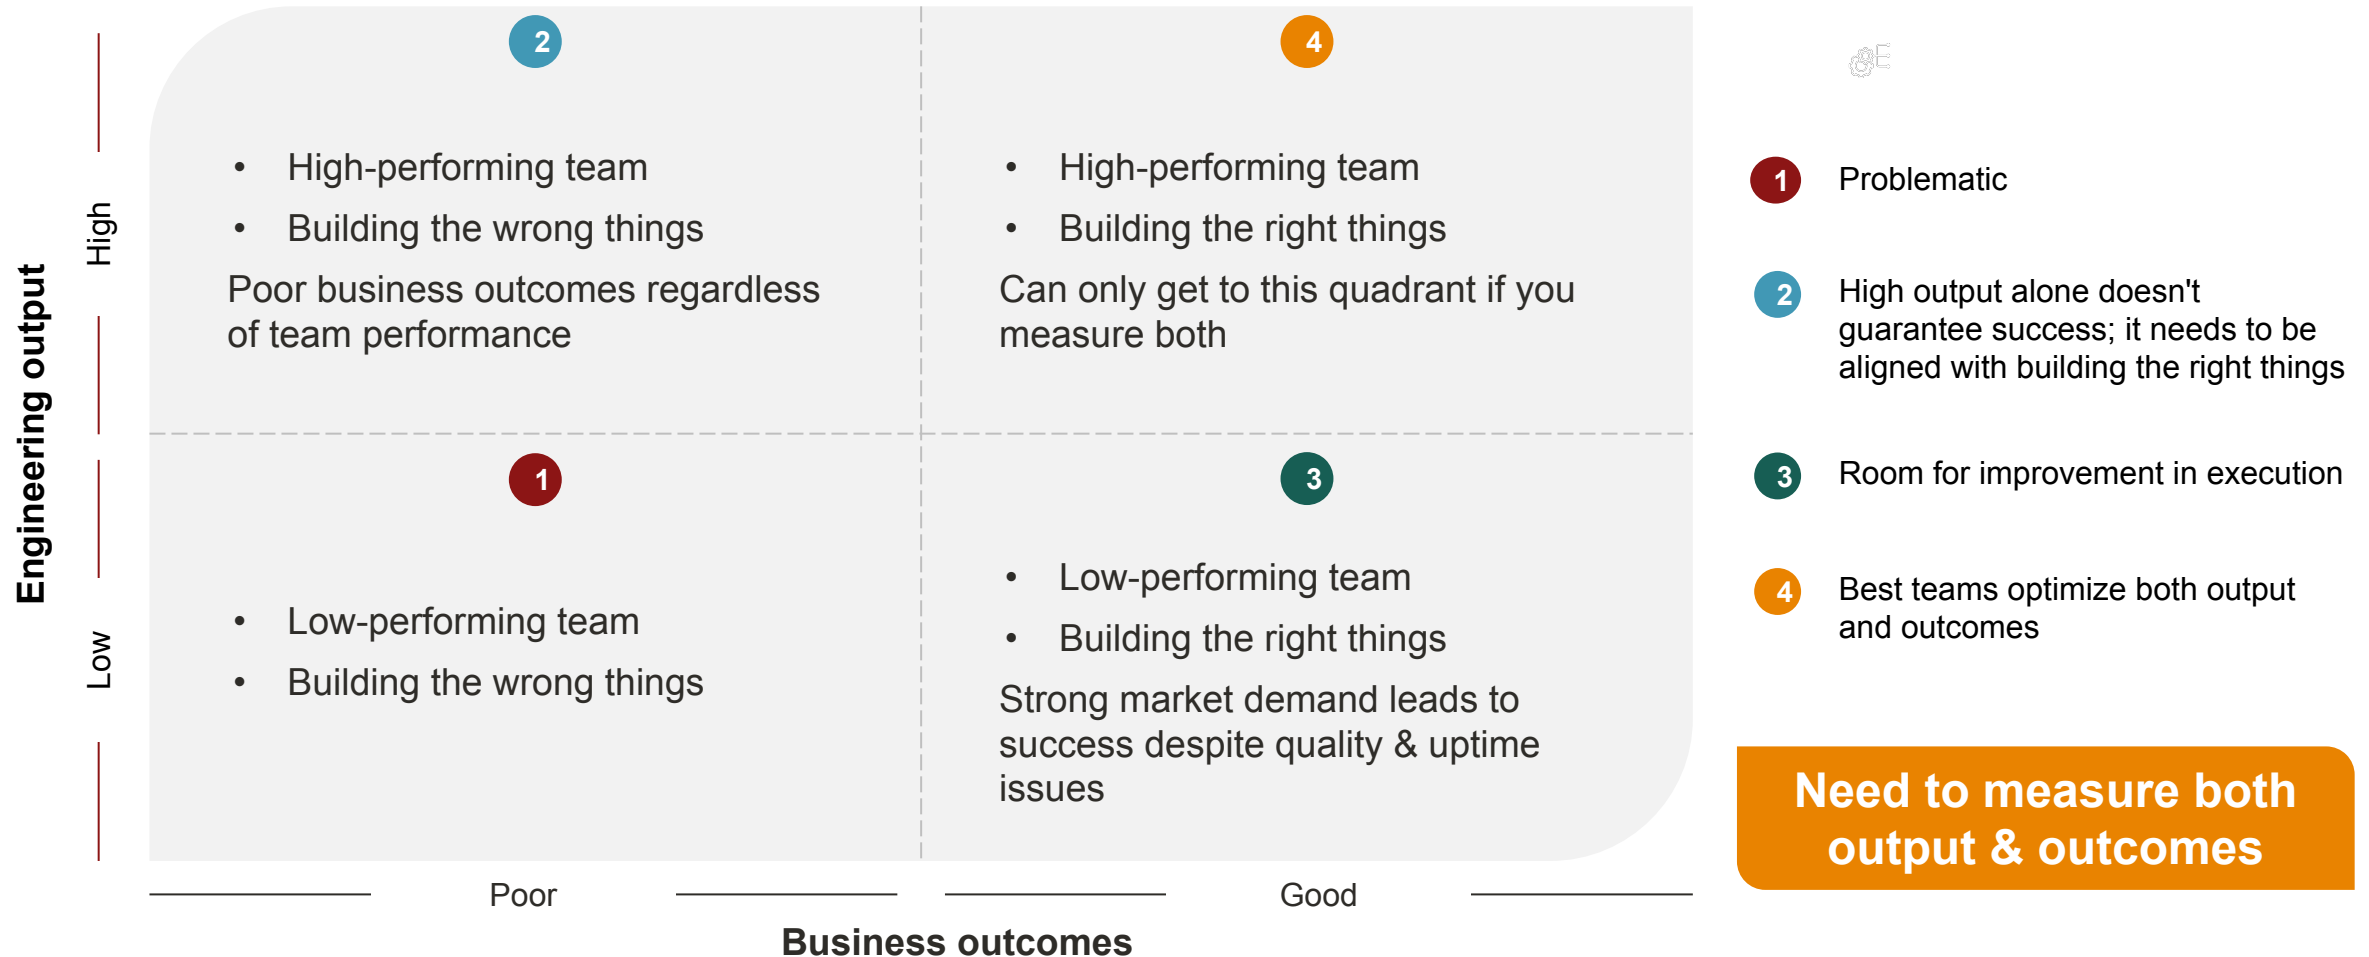 Engineering output
High
Low
2
• High-performing team
• Building the wrong things
Poor business outcomes regardless
of team performance
4
• High-performing team
• Building the right things
Can only get to this quadrant if you
measure both
1
• Low-performing team
• Building the wrong things
3
• Low-performing team
• Building the right things
Strong market demand leads to
success despite quality & uptime
issues
Poor
Good
Business outcomes
E
1 Problematic
2 High output alone doesn't
guarantee success; it needs to be
aligned with building the right things
3 Room for improvement in execution
4 Best teams optimize both output
and outcomes
Need to measure both
output & outcomes